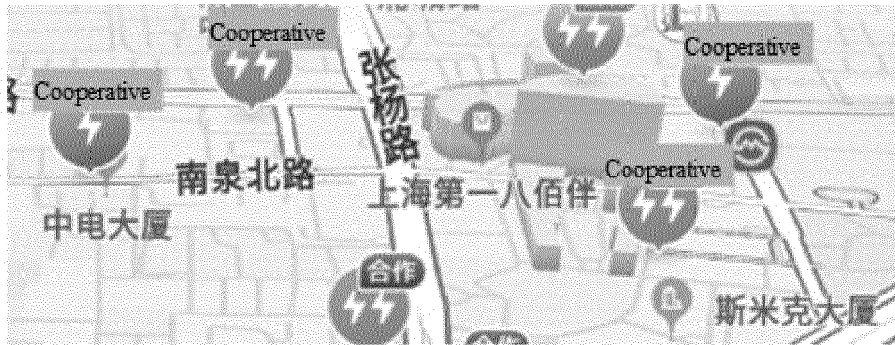 Cooperative
Cooperative
Cooperative
张杨路
南泉北路
Cooperative
上海第一八佰伴
中电大厦
合作
斯米克大厦